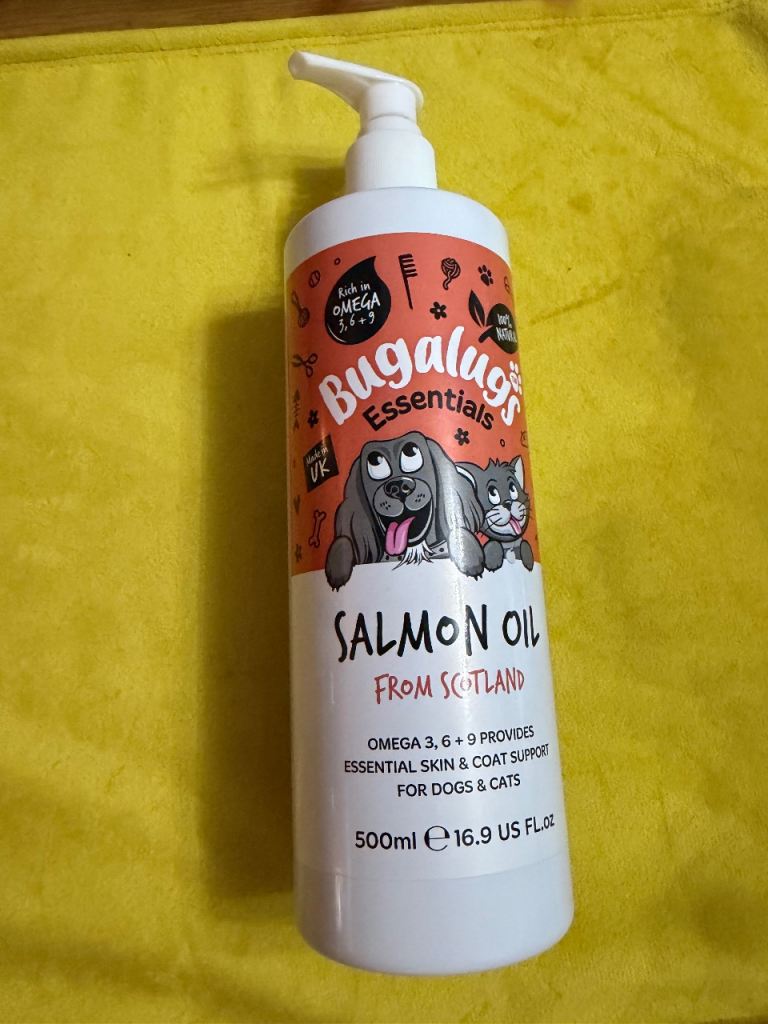 Rich in
OMEGA
3, 6 + 9
100%
Bugalugs
Essentials
Made in
UK
SALMON OIL
FROM SCOTLAND
OMEGA 3, 6 + 9 PROVIDES
ESSENTIAL SKIN & COAT SUPPORT
FOR DOGS & CATS
500ml ℮ 16.9 US FL.oz